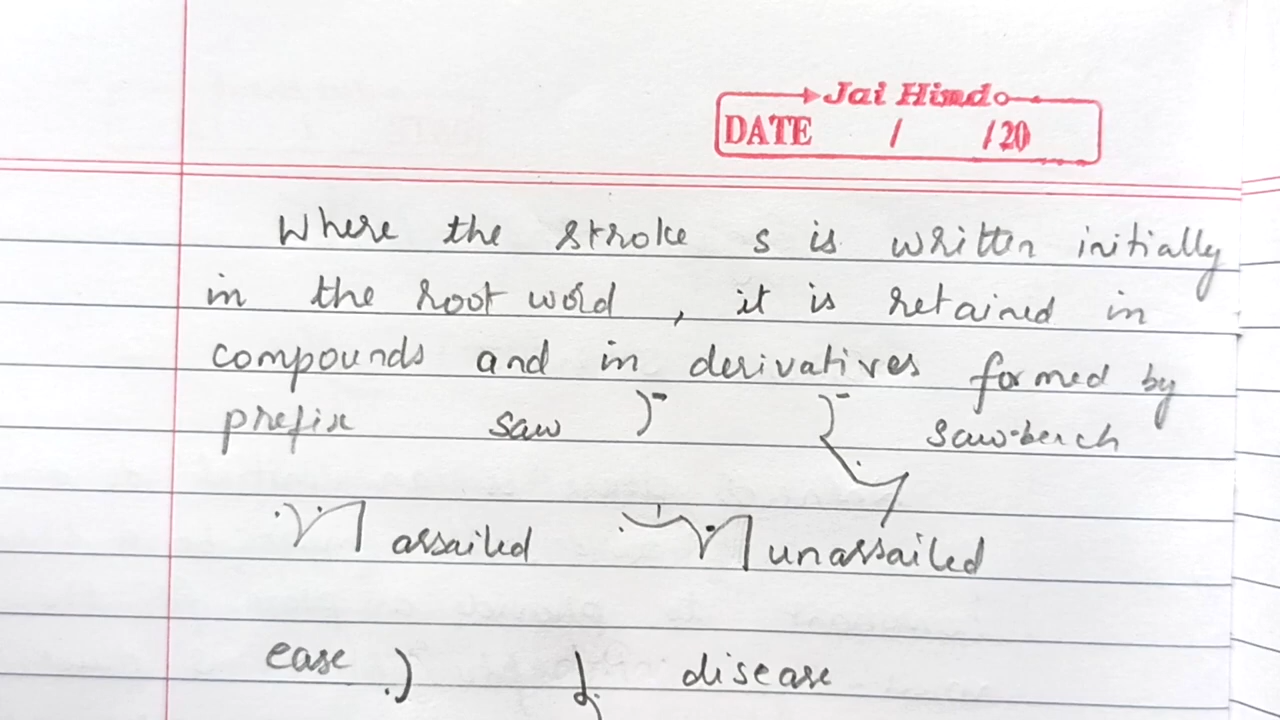 Jai Hind
DATE / /20
Where the stroke s is written initially
in the root word , it is retained in
compounds and in derivatives formed by
prefix saw saw-bench
assailed unassailed
ease disease